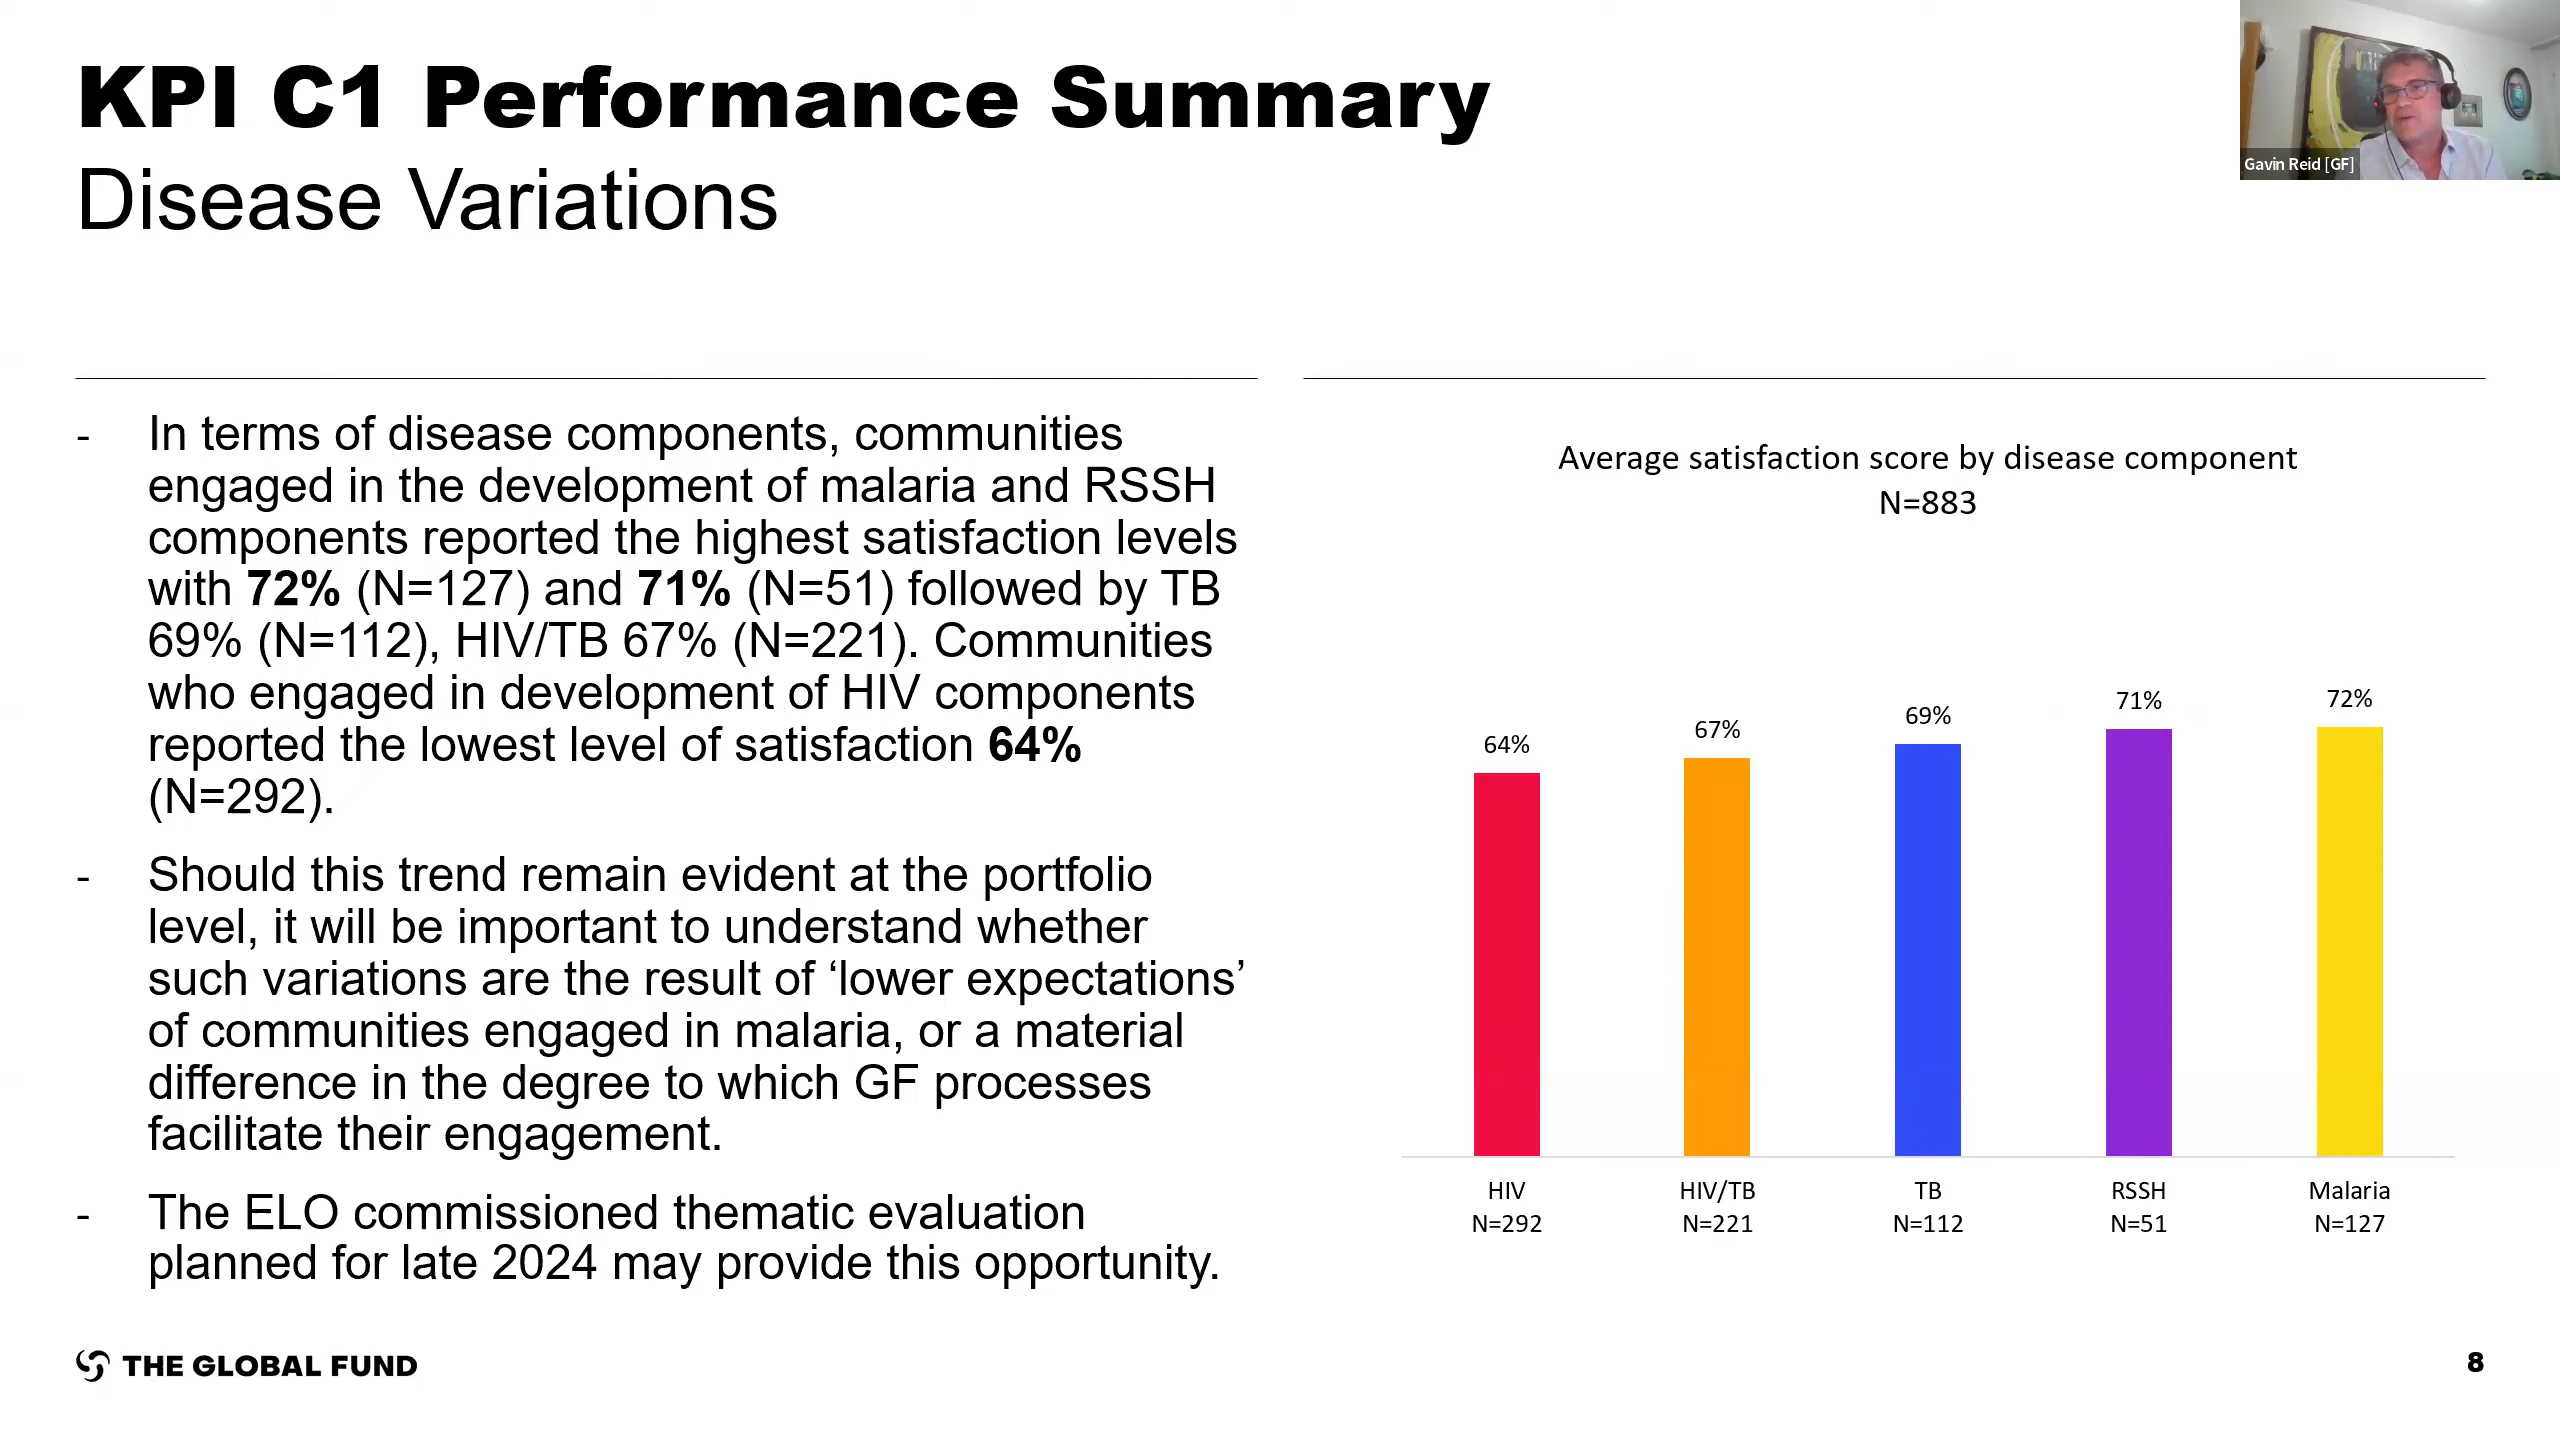 KPI C1 Performance Summary
Disease Variations
Gavin Reid [GF]
- In terms of disease components, communities
engaged in the development of malaria and RSSH
components reported the highest satisfaction levels
with 72% (N=127) and 71% (N=51) followed by TB
69% (N=112), HIV/TB 67% (N=221). Communities
who engaged in development of HIV components
reported the lowest level of satisfaction 64%
(N=292).
- Should this trend remain evident at the portfolio
level, it will be important to understand whether
such variations are the result of ‘lower expectations’
of communities engaged in malaria, or a material
difference in the degree to which GF processes
facilitate their engagement.
- The ELO commissioned thematic evaluation
planned for late 2024 may provide this opportunity.
Average satisfaction score by disease component
N=883
64% 67% 69% 71% 72%
HIV HIV/TB TB RSSH Malaria
N=292 N=221 N=112 N=51 N=127
THE GLOBAL FUND
8